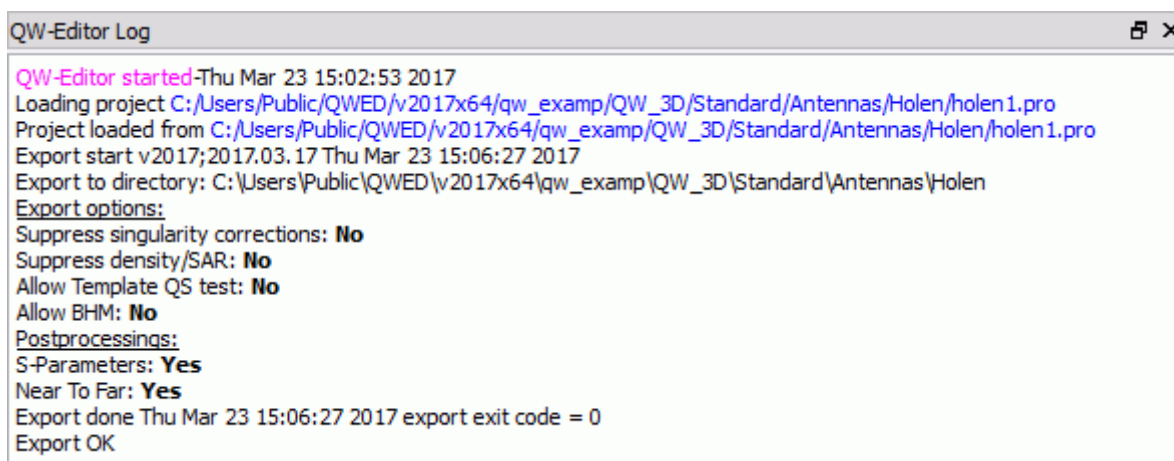 QW-Editor Log
QW-Editor started-Thu Mar 23 15:02:53 2017
Loading project C:/Users/Public/QWED/v2017x64/qw_examp/QW_3D/Standard/Antennas/Holen/holen1.pro
Project loaded from C:/Users/Public/QWED/v2017x64/qw_examp/QW_3D/Standard/Antennas/Holen/holen1.pro
Export start v2017;2017.03.17 Thu Mar 23 15:06:27 2017
Export to directory: C:\Users\Public\QWED\v2017x64\qw_examp\QW_3D\Standard\Antennas\Holen
Export options:
Suppress singularity corrections: No
Suppress density/SAR: No
Allow Template QS test: No
Allow BHM: No
Postprocessings:
S-Parameters: Yes
Near To Far: Yes
Export done Thu Mar 23 15:06:27 2017 export exit code = 0
Export OK